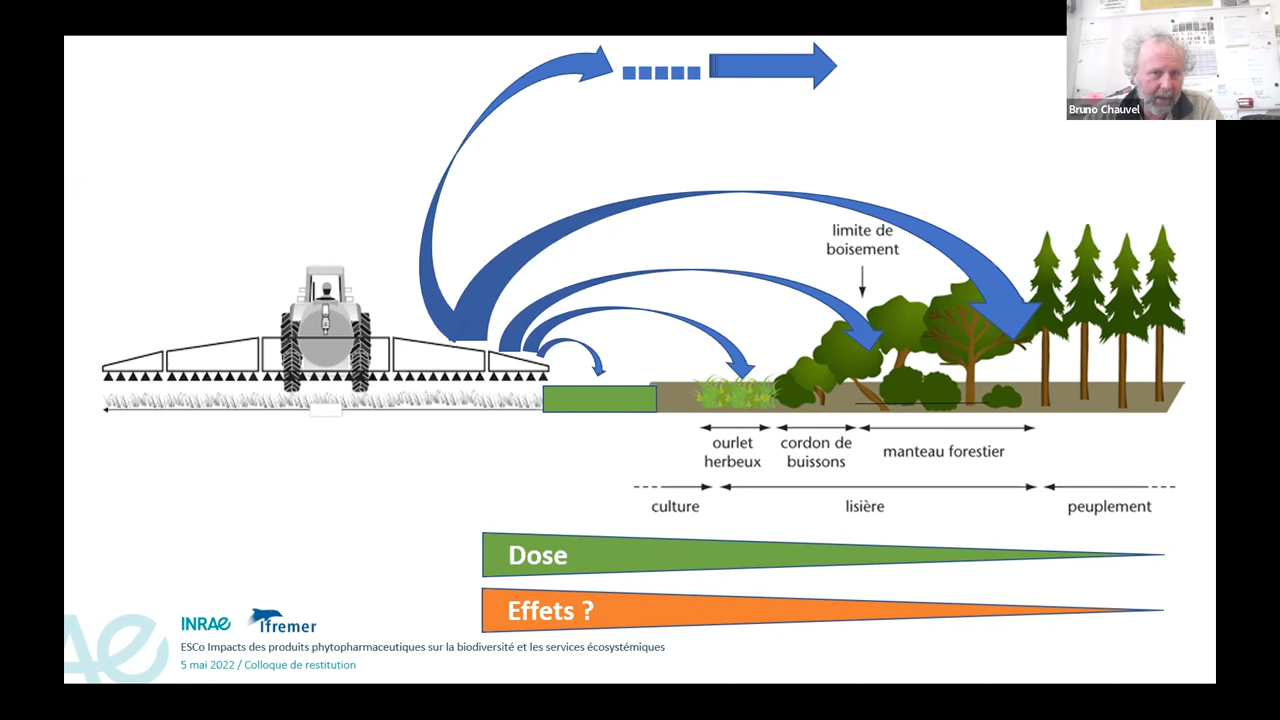 Bruno Chauvel
limite de
boisement
ourlet
herbeux
cordon de
buissons
manteau forestier
culture
lisière
peuplement
Dose
Effets ?
INRAE
Ifremer
ESCo Impacts des produits phytopharmaceutiques sur la biodiversité et les services écosystémiques
5 mai 2022 / Colloque de restitution